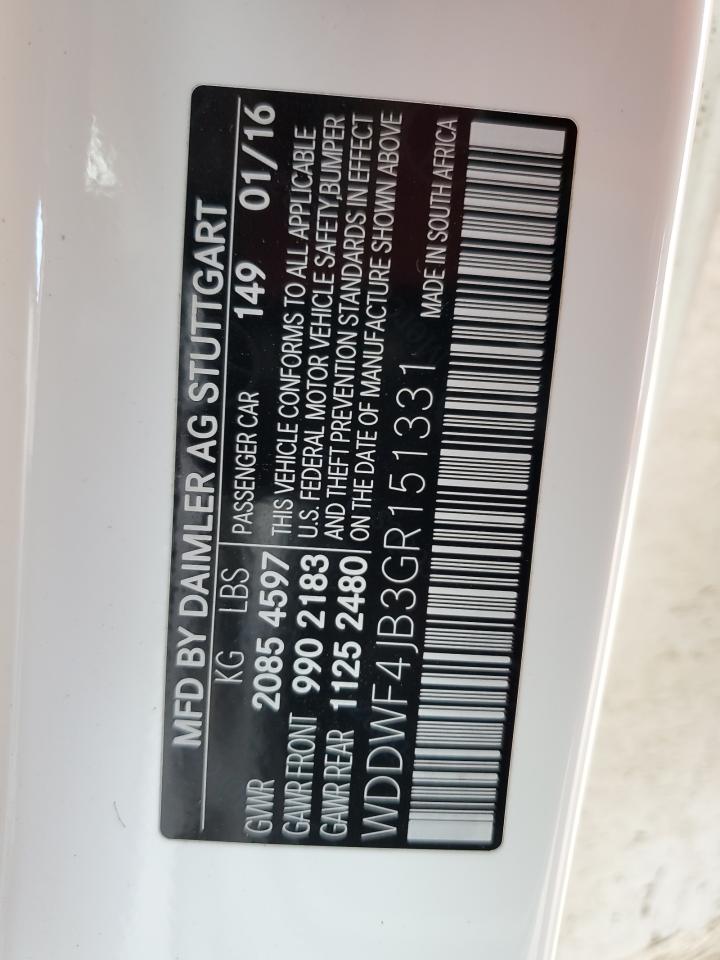 MFD BY DAIMLER AG STUTTGART
KG LBS PASSENGER CAR 149 01/16
GVWR 2085 4597 THIS VEHICLE CONFORMS TO ALL APPLICABLE
GAWR FRONT 990 2183 U.S. FEDERAL MOTOR VEHICLE SAFETY,BUMPER
GAWR REAR 1125 2480 AND THEFT PREVENTION STANDARDS IN EFFECT
ON THE DATE OF MANUFACTURE SHOWN ABOVE
WDDWF4JB3GR151331
MADE IN SOUTH AFRICA